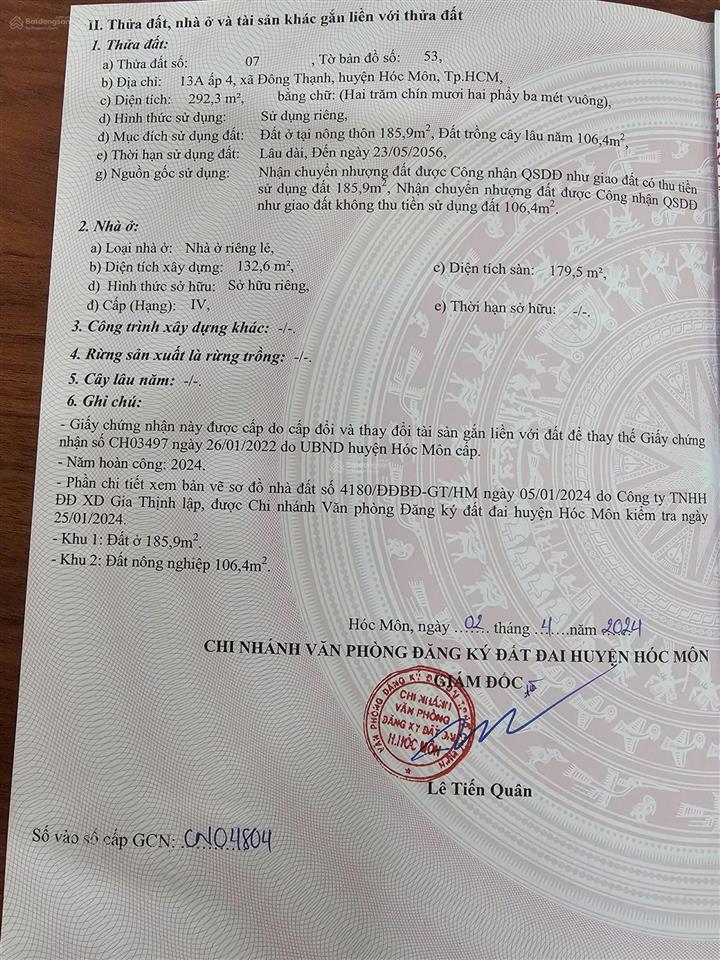 Batdongsan
II. Thửa đất, nhà ở và tài sản khác gắn liền với thửa đất
1. Thửa đất:
a) Thửa đất số: 07 , Tờ bản đồ số: 53,
b) Địa chỉ: 13A ấp 4, xã Đông Thạnh, huyện Hóc Môn, Tp.HCM,
c) Diện tích: 292,3 m², bằng chữ: (Hai trăm chín mươi hai phẩy ba mét vuông),
d) Hình thức sử dụng: Sử dụng riêng,
đ) Mục đích sử dụng đất: Đất ở tại nông thôn 185,9m², Đất trồng cây lâu năm 106,4m²,
e) Thời hạn sử dụng đất: Lâu dài, Đến ngày 23/05/2056,
g) Nguồn gốc sử dụng: Nhận chuyển nhượng đất được Công nhận QSDĐ như giao đất có thu tiền
sử dụng đất 185,9m², Nhận chuyển nhượng đất được Công nhận QSDĐ
như giao đất không thu tiền sử dụng đất 106,4m².
2. Nhà ở:
a) Loại nhà ở: Nhà ở riêng lẻ,
b) Diện tích xây dựng: 132,6 m², c) Diện tích sàn: 179,5 m²,
d) Hình thức sở hữu: Sở hữu riêng,
đ) Cấp (Hạng): IV, e) Thời hạn sở hữu: -/-.
3. Công trình xây dựng khác: -/-.
4. Rừng sản xuất là rừng trồng: -/-.
5. Cây lâu năm: -/-.
6. Ghi chú:
- Giấy chứng nhận này được cấp do cấp đổi và thay đổi tài sản gắn liền với đất để thay thế Giấy chứng
nhận số CH03497 ngày 26/01/2022 do UBND huyện Hóc Môn cấp.
- Năm hoàn công: 2024.
- Phần chi tiết xem bản vẽ sơ đồ nhà đất số 4180/ĐĐBĐ-GT/HM ngày 05/01/2024 do Công ty TNHH
ĐĐ XD Gia Thịnh lập, được Chi nhánh Văn phòng Đăng ký đất đai huyện Hóc Môn kiểm tra ngày
25/01/2024.
- Khu 1: Đất ở 185,9m².
- Khu 2: Đất nông nghiệp 106,4m².
Hóc Môn, ngày 02 tháng 4 năm 2024
CHI NHÁNH VĂN PHÒNG ĐĂNG KÝ ĐẤT ĐAI HUYỆN HÓC MÔN
GIÁM ĐỐC
CHI NHÁNH
VĂN PHÒNG
ĐĂNG KÝ ĐẤT ĐAI
H.HÓC MÔN
Lê Tiến Quân
Số vào sổ cấp GCN: CN04804